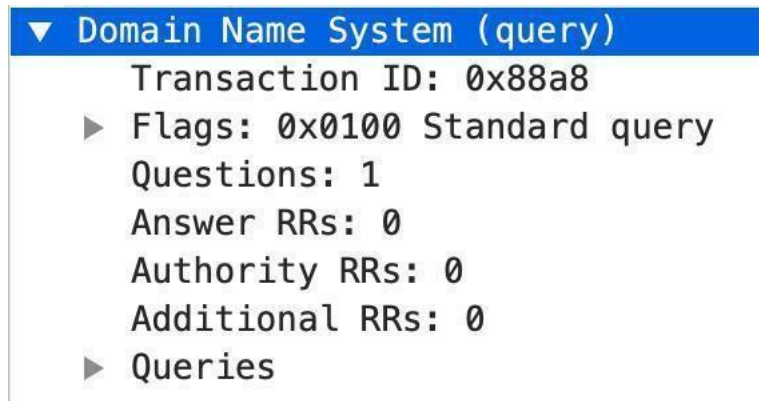 Domain Name System (query)
Transaction ID: 0x88a8
Flags: 0x0100 Standard query
Questions: 1
Answer RRs: 0
Authority RRs: 0
Additional RRs: 0
Queries